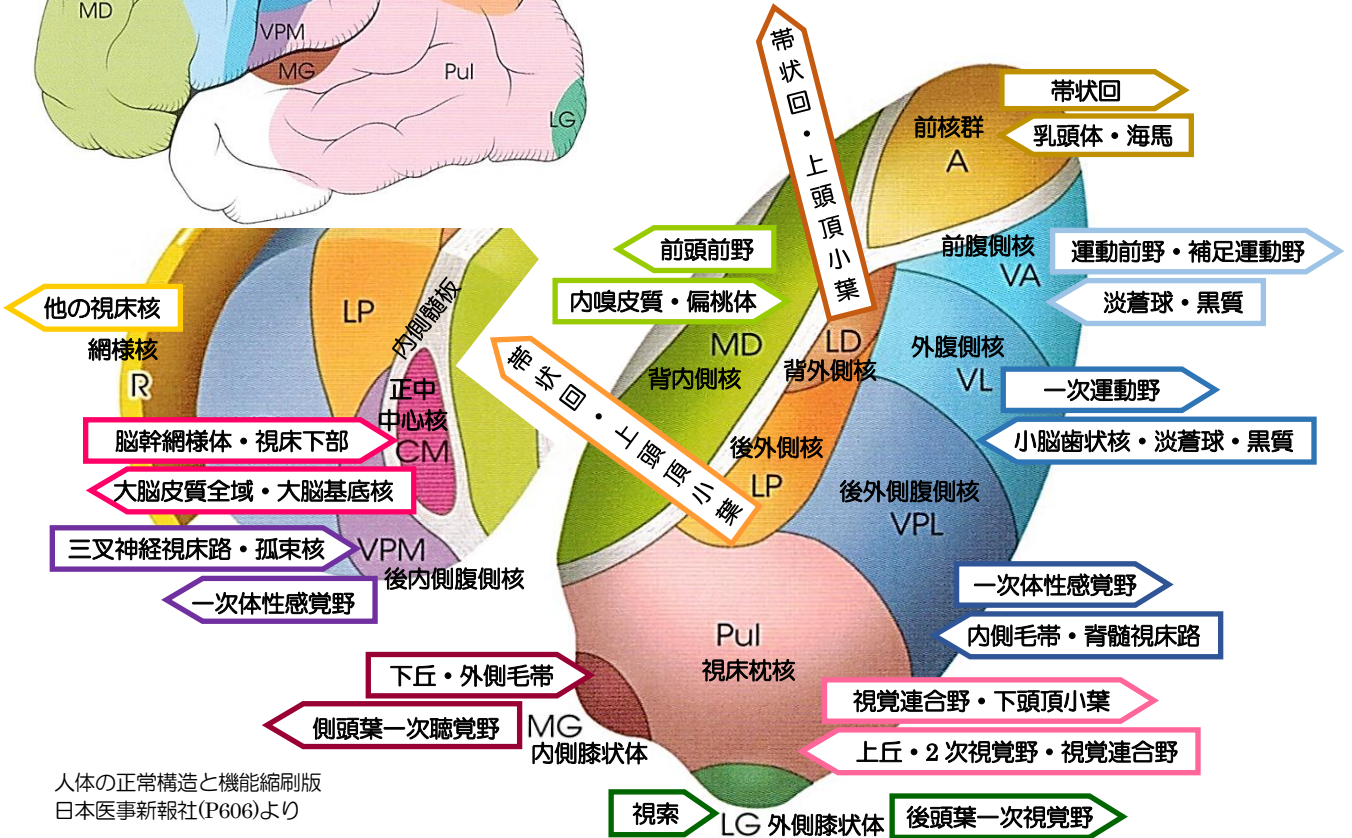 MD
VPM
MG
Pul
LG
帯状回・上頭頂小葉
帯状回
前核群
A
乳頭体・海馬
前頭前野
前腹側核
VA
運動前野・補足運動野
内嗅皮質・偏桃体
淡蒼球・黒質
他の視床核
網様核
R
LP
内側髄板
MD
背内側核
LD
背外側核
外腹側核
VL
正中
中心核
CM
帯状回・上頭頂小葉
一次運動野
脳幹網様体・視床下部
後外側核
LP
小脳歯状核・淡蒼球・黒質
大脳皮質全域・大脳基底核
後外側腹側核
VPL
三叉神経視床路・孤束核
VPM
後内側腹側核
一次体性感覚野
一次体性感覚野
内側毛帯・脊髄視床路
Pul
視床枕核
下丘・外側毛帯
視覚連合野・下頭頂小葉
側頭葉一次聴覚野
MG
内側膝状体
上丘・2次視覚野・視覚連合野
人体の正常構造と機能縮刷版
日本医事新報社(P606)より
視索
LG 外側膝状体
後頭葉一次視覚野